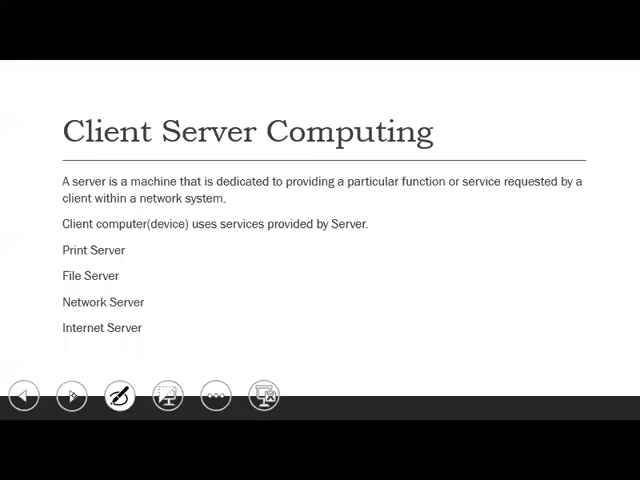 Client Server Computing
A server is a machine that is dedicated to providing a particular function or service requested by a
client within a network system.
Client computer(device) uses services provided by Server.
Print Server
File Server
Network Server
Internet Server